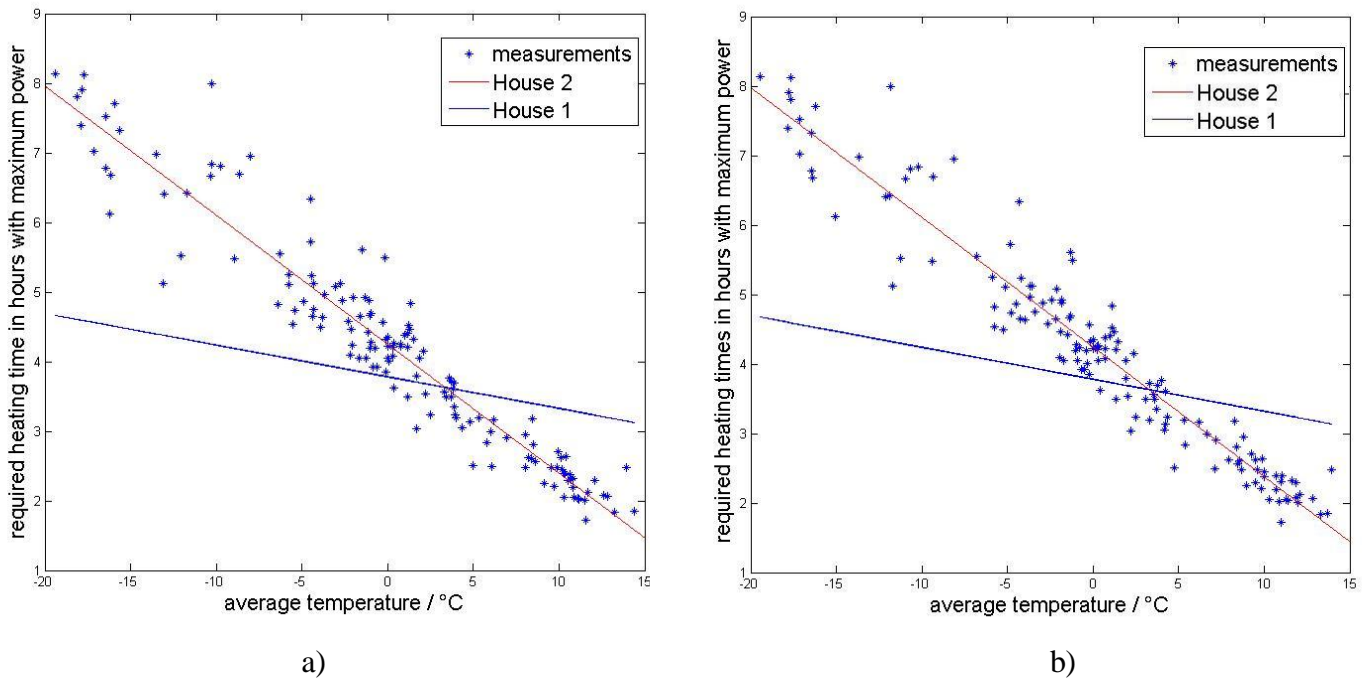 9
8
7
6
5
4
3
2
1
required heating time in hours with maximum power
measurements
House 2
House 1
-20 -15 -10 -5 0 5 10 15
average temperature / °C
a)
9
8
7
6
5
4
3
2
1
required heating times in hours with maximum power
measurements
House 2
House 1
-20 -15 -10 -5 0 5 10 15
average temperature / °C
b)